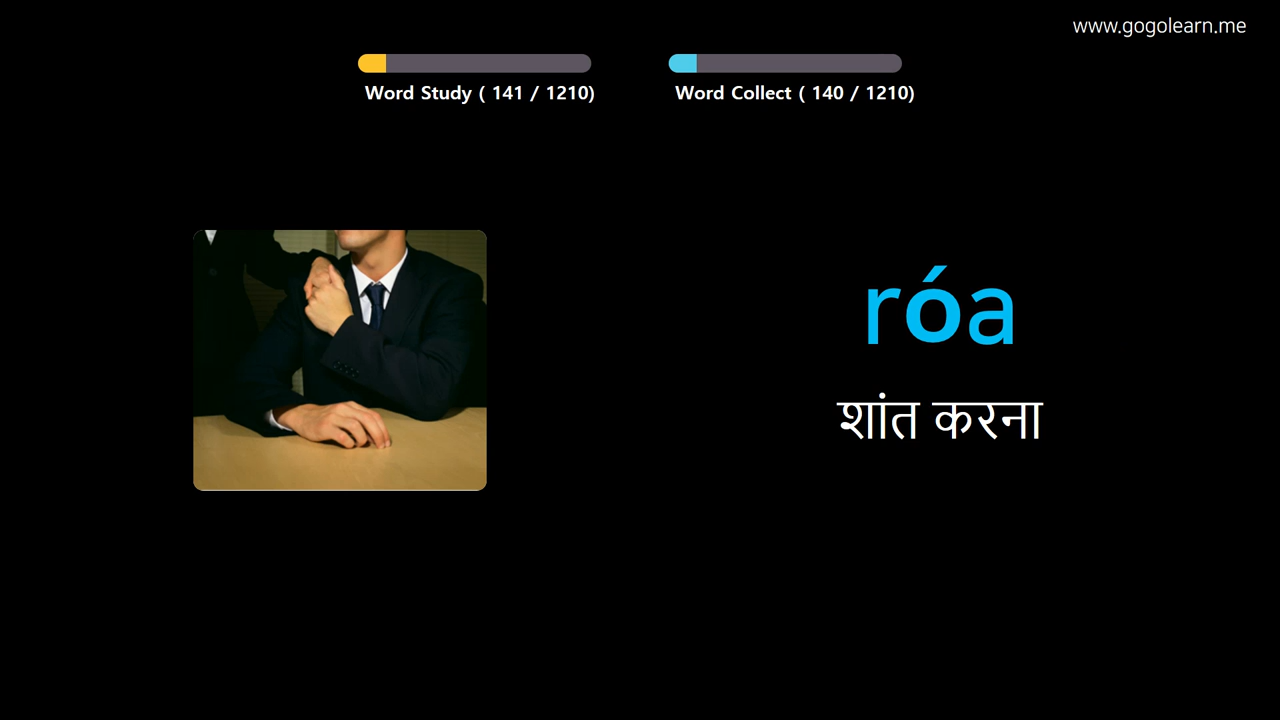 www.gogolearn.me
Word Study ( 141 / 1210)
Word Collect ( 140 / 1210)
róa
शांत करना